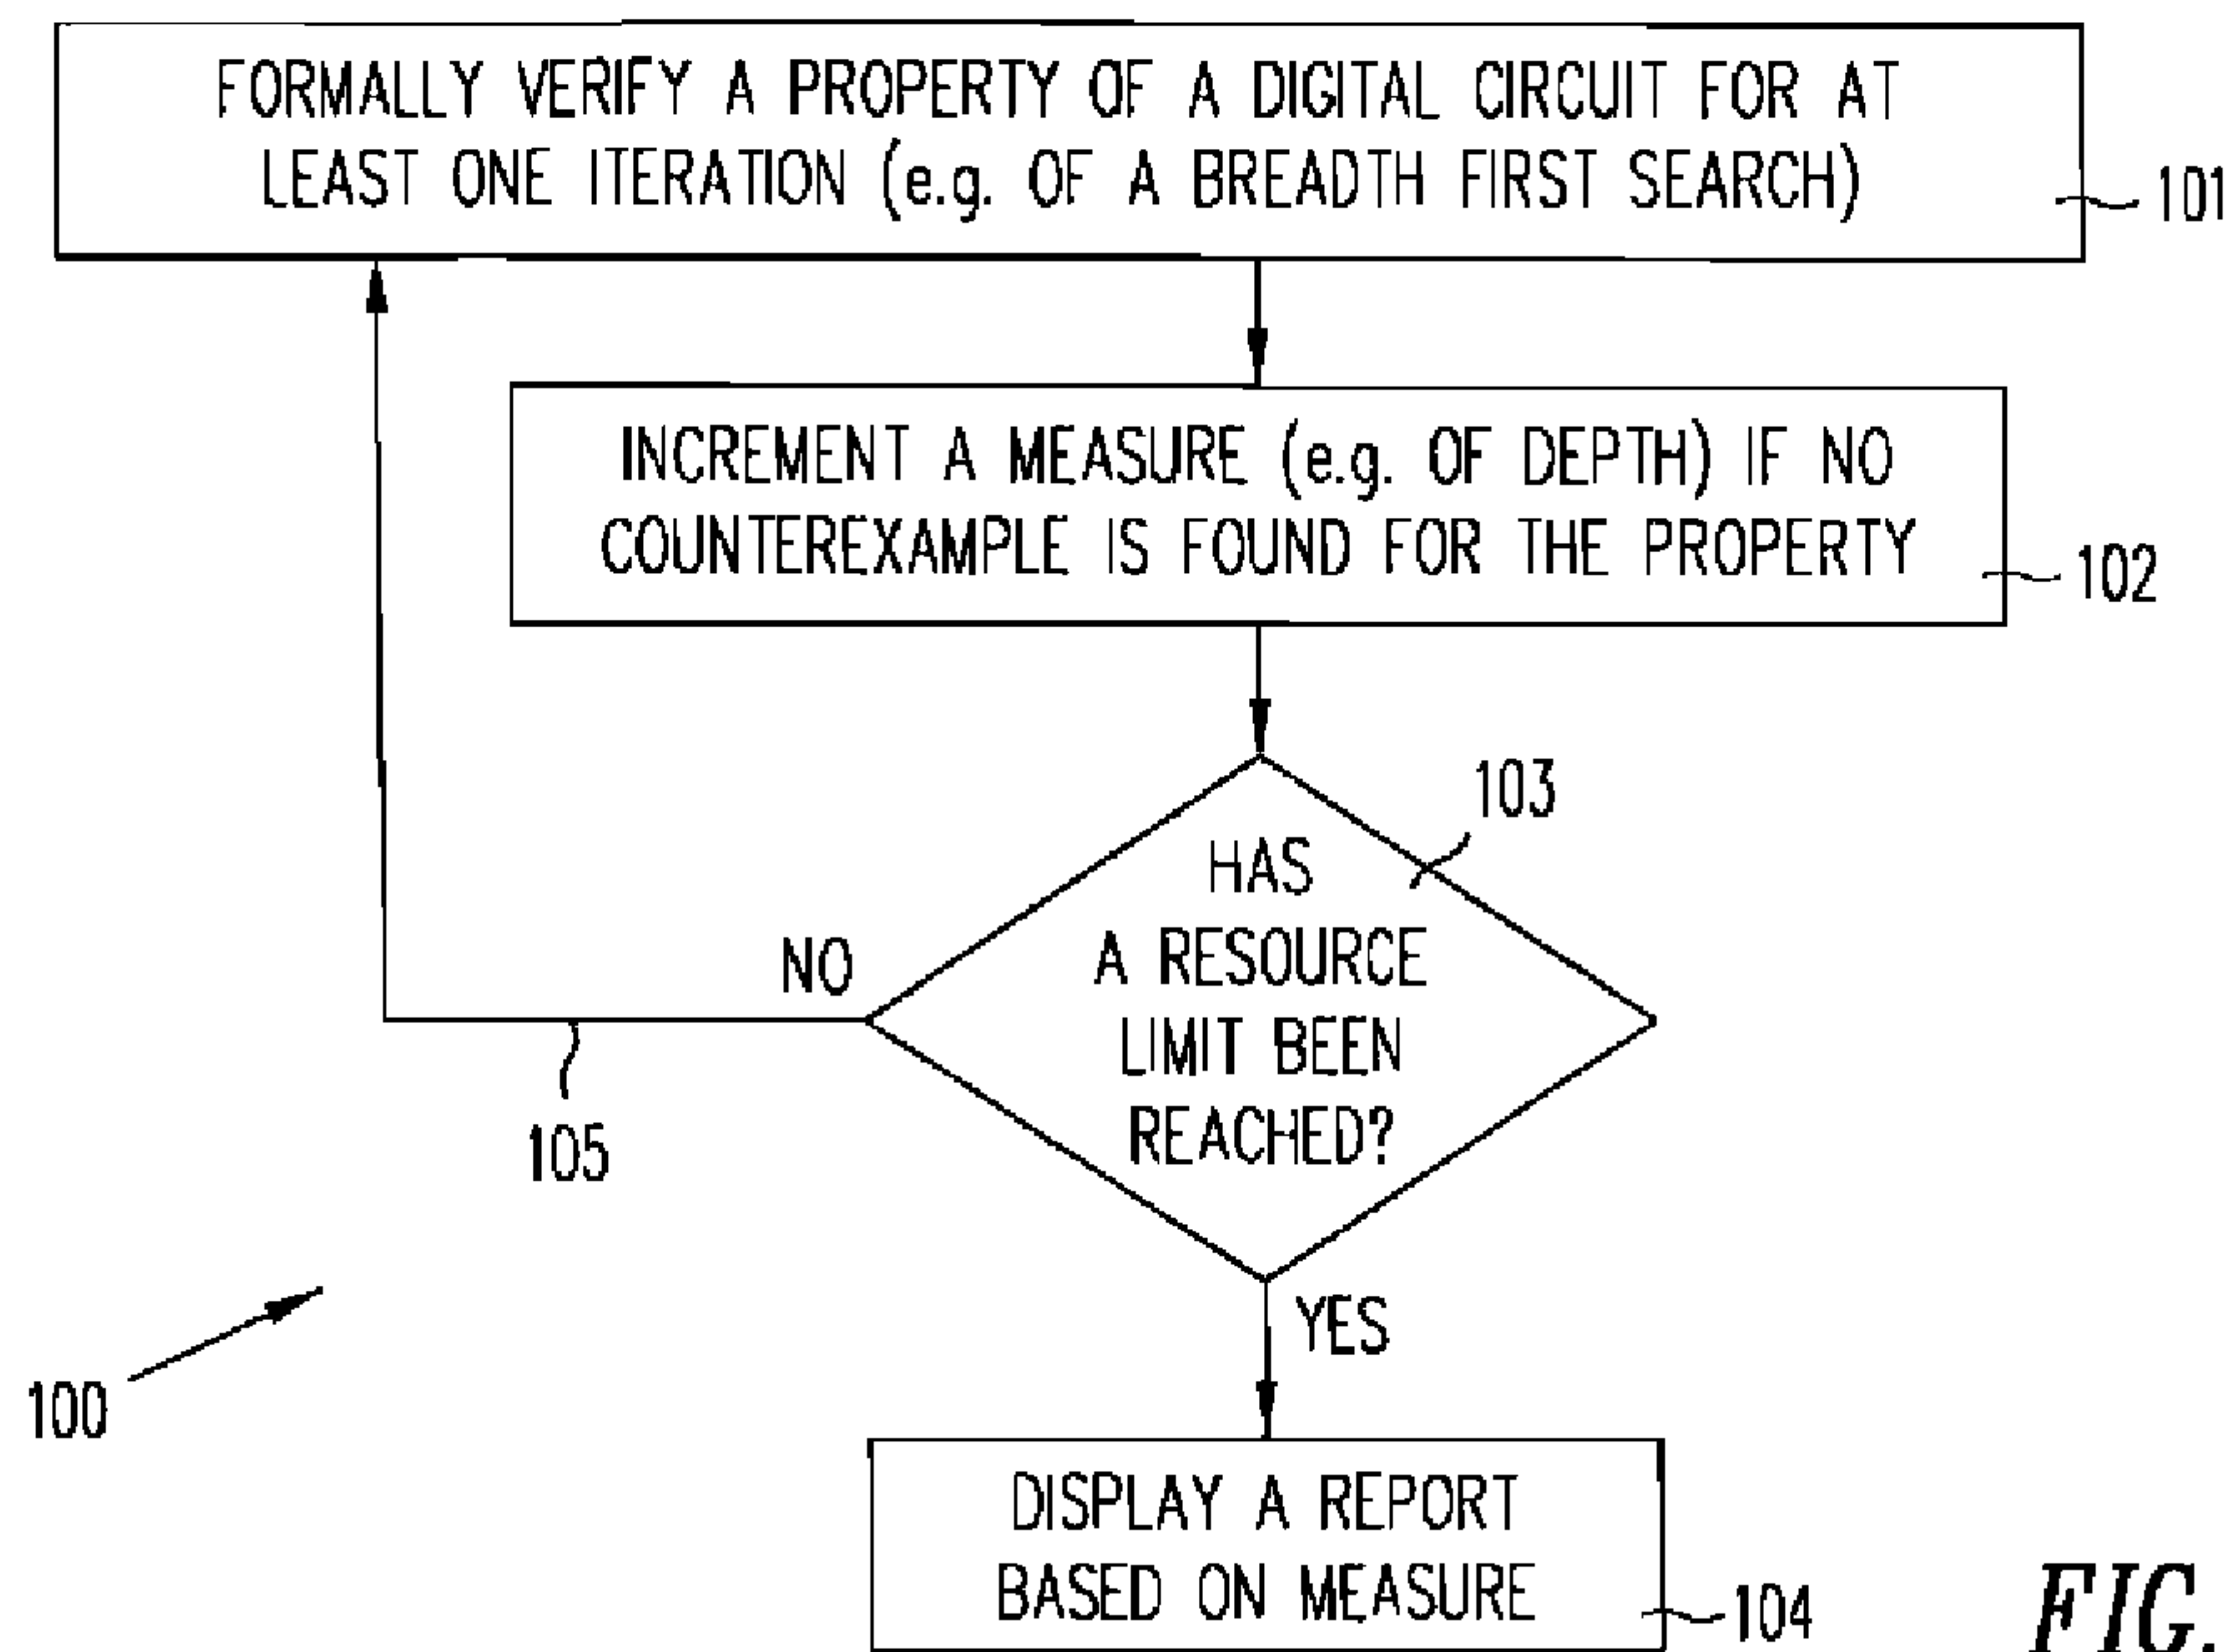 FORMALLY VERIFY A PROPERTY OF A DIGITAL CIRCUIT FOR AT
LEAST ONE ITERATION (e.g. OF A BREADTH FIRST SEARCH)
101
INCREMENT A MEASURE (e.g. OF DEPTH) IF NO
COUNTEREXAMPLE IS FOUND FOR THE PROPERTY
102
103
HAS
A RESOURCE
LIMIT BEEN
REACHED?
NO
105
YES
100
DISPLAY A REPORT
BASED ON MEASURE
104
FIG.